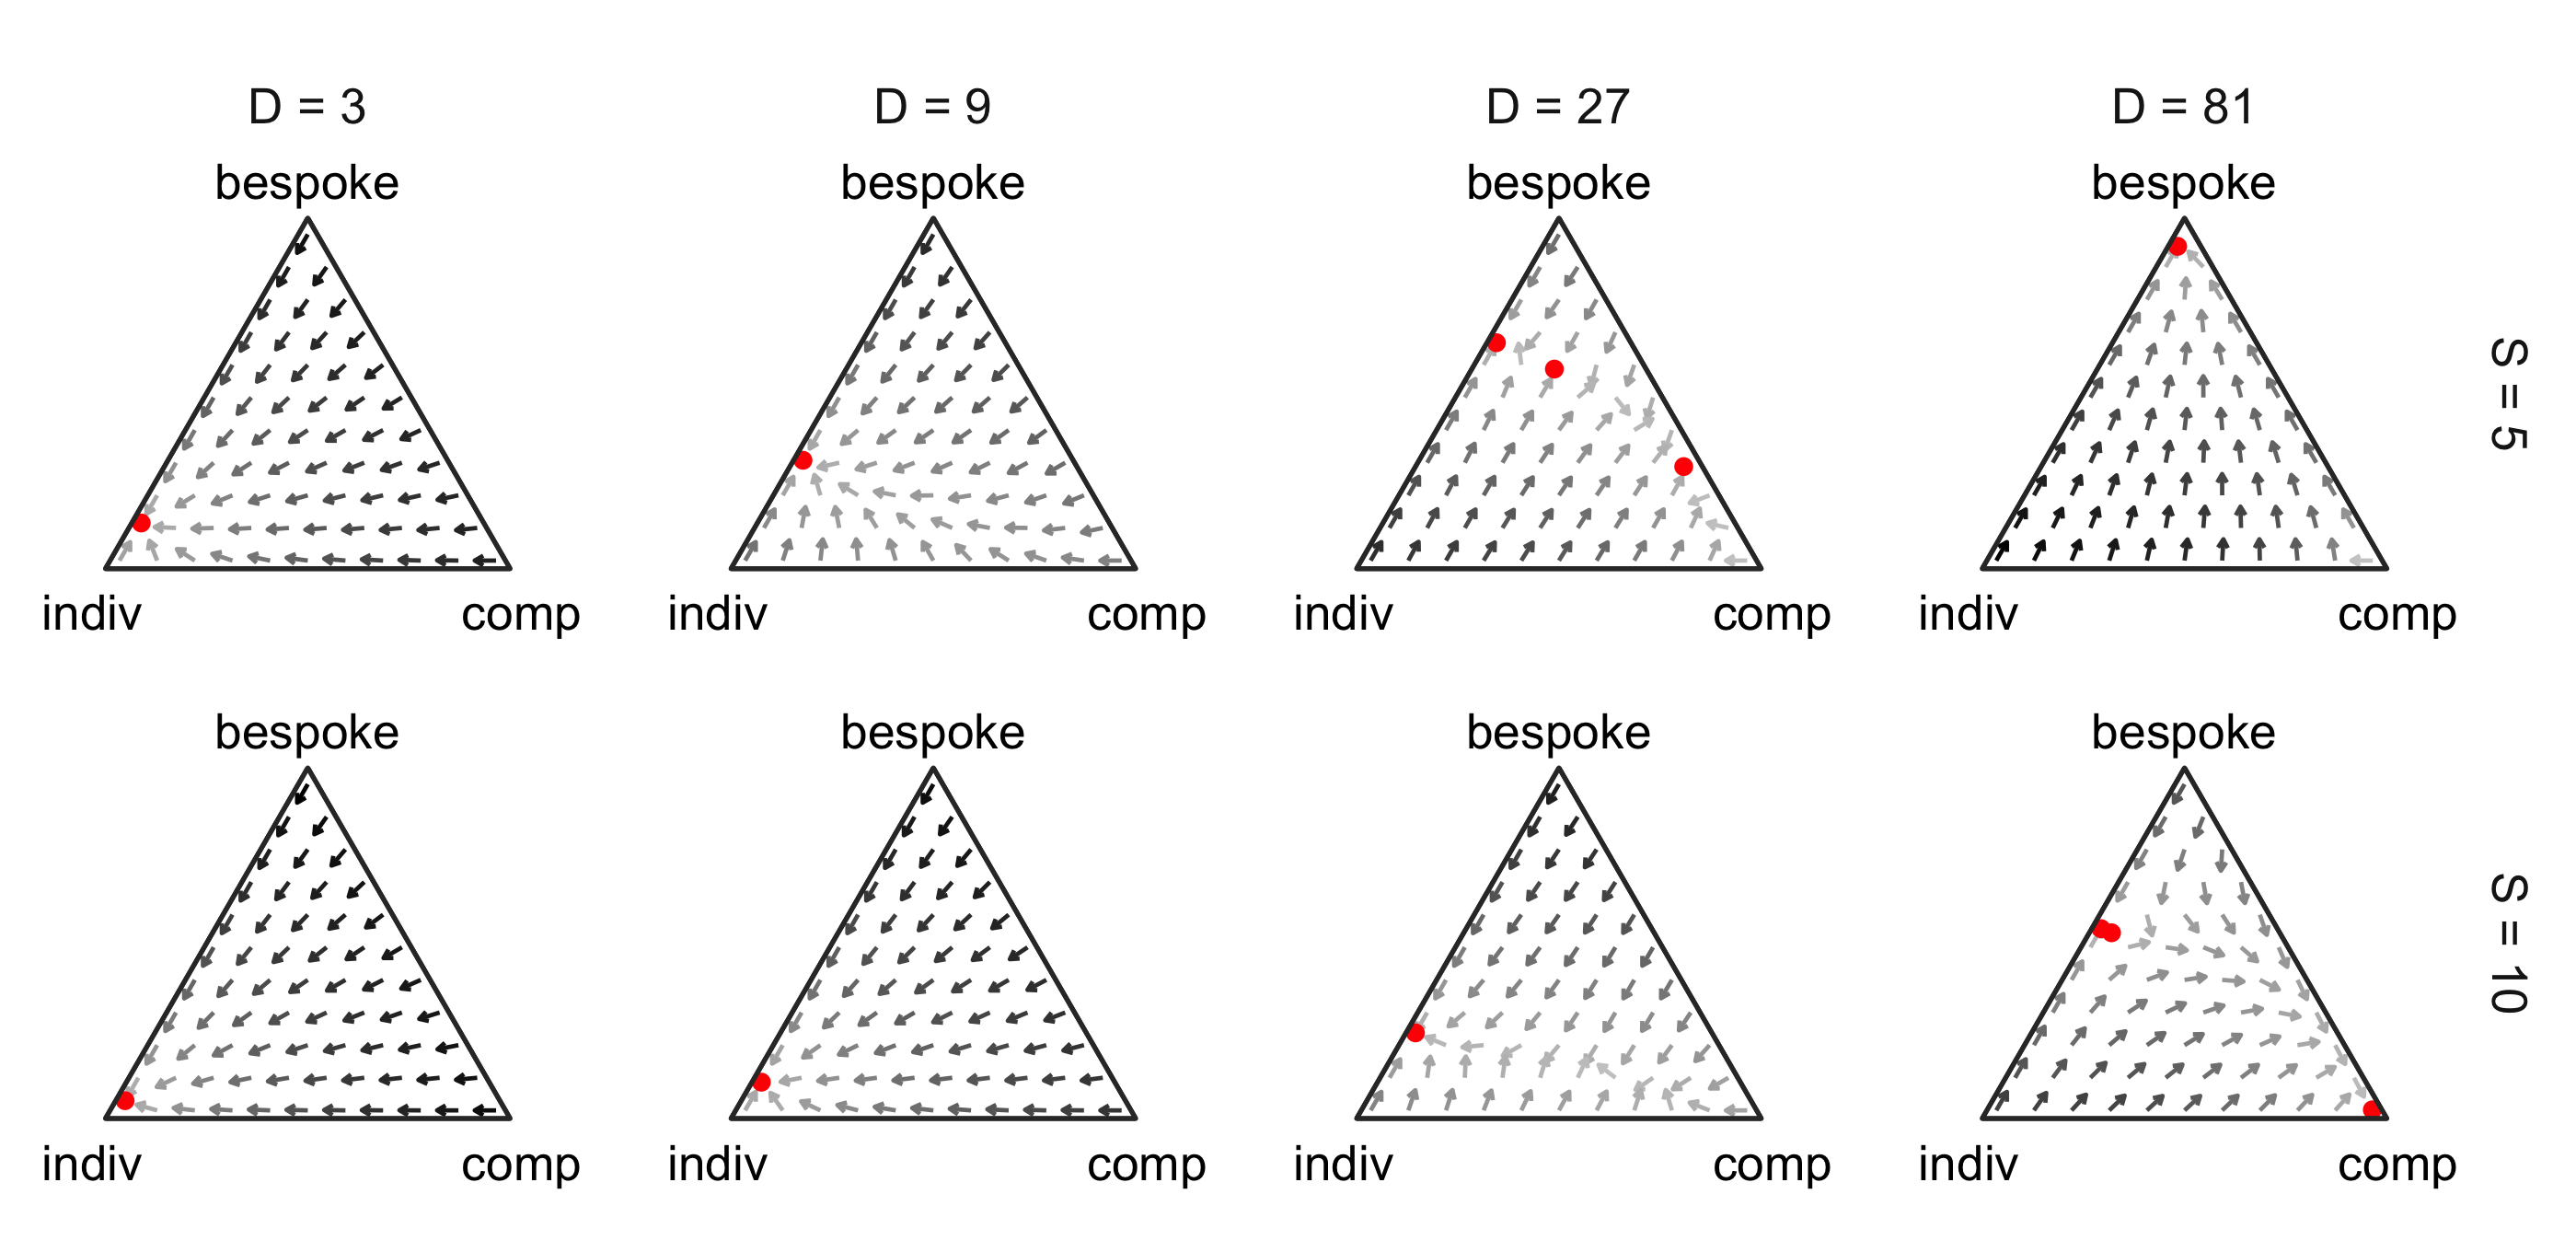 D = 3 D = 9 D = 27 D = 81
bespoke bespoke bespoke bespoke
S = 5
indiv comp indiv comp indiv comp indiv comp
bespoke bespoke bespoke bespoke
S = 10
indiv comp indiv comp indiv comp indiv comp